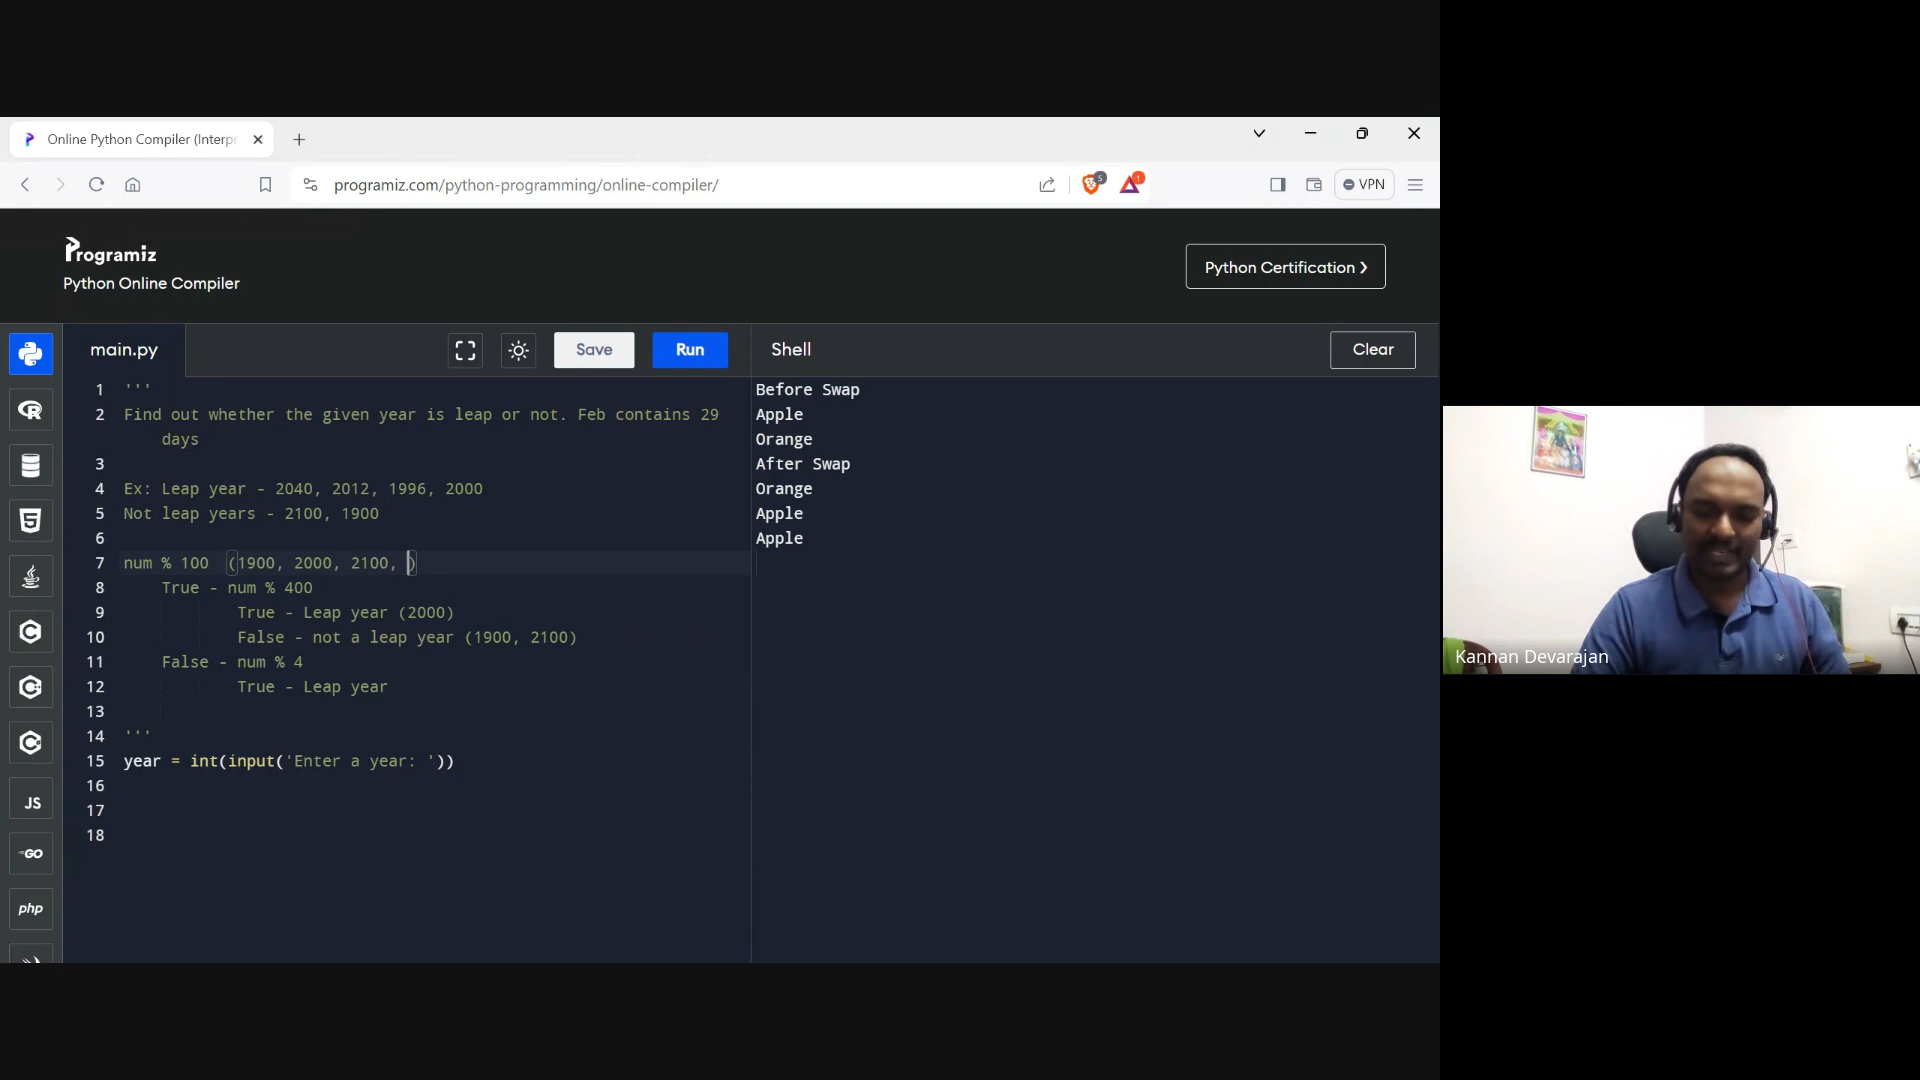 Online Python Compiler (Interpr
programiz.com/python-programming/online-compiler/
5
1
VPN
Programiz
Python Online Compiler
Python Certification ❯
main.py
Save
Run
Shell
Clear
1 '''
2 Find out whether the given year is leap or not. Feb contains 29
days
3
4 Ex: Leap year - 2040, 2012, 1996, 2000
5 Not leap years - 2100, 1900
6
7 num % 100  (1900, 2000, 2100, )
8 True - num % 400
9 True - Leap year (2000)
10 False - not a leap year (1900, 2100)
11 False - num % 4
12 True - Leap year
13
14 '''
15 year = int(input('Enter a year: '))
16
17
18
Before Swap
Apple
Orange
After Swap
Orange
Apple
Apple
R
5
C
C
C
JS
GO
php
Kannan Devarajan